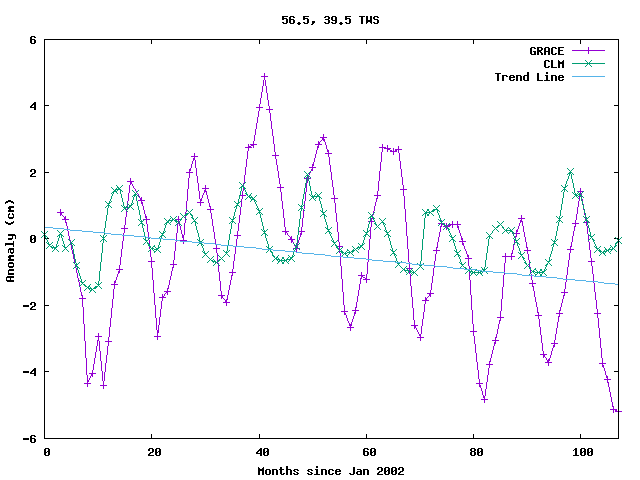 56.5, 39.5 TWS
GRACE
CLM
Trend Line
6
4
2
0
-2
-4
-6
Anomaly (cm)
0 20 40 60 80 100
Months since Jan 2002